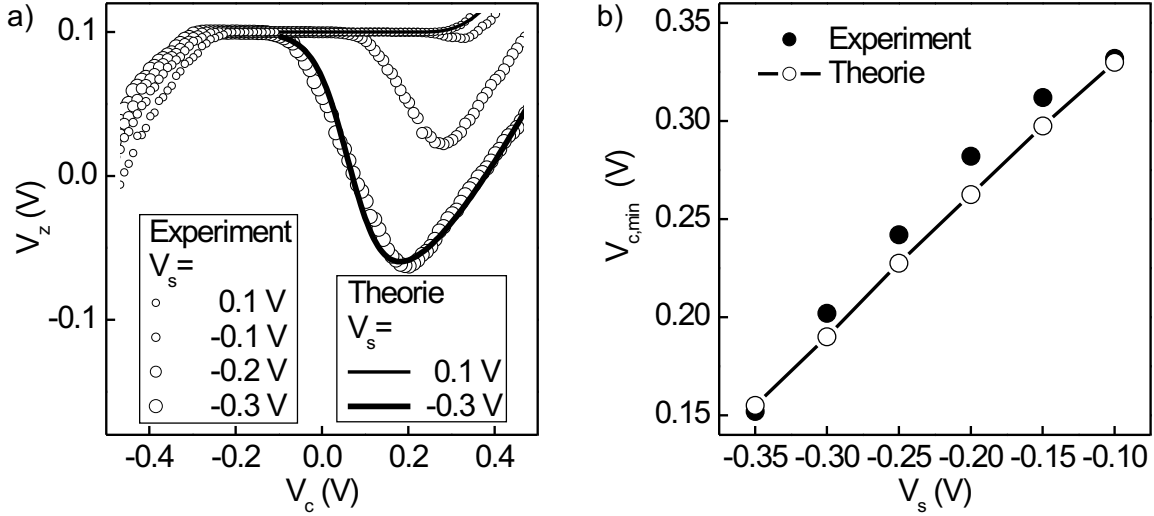 a)
V_z (V)
0.1
0.0
-0.1
Experiment
V_s=
0.1 V
-0.1 V
-0.2 V
-0.3 V
Theorie
V_s=
0.1 V
-0.3 V
-0.4 -0.2 0.0 0.2 0.4
V_c (V)
b)
V_c,min (V)
0.35
0.30
0.25
0.20
0.15
Experiment
Theorie
-0.35 -0.30 -0.25 -0.20 -0.15 -0.10
V_s (V)